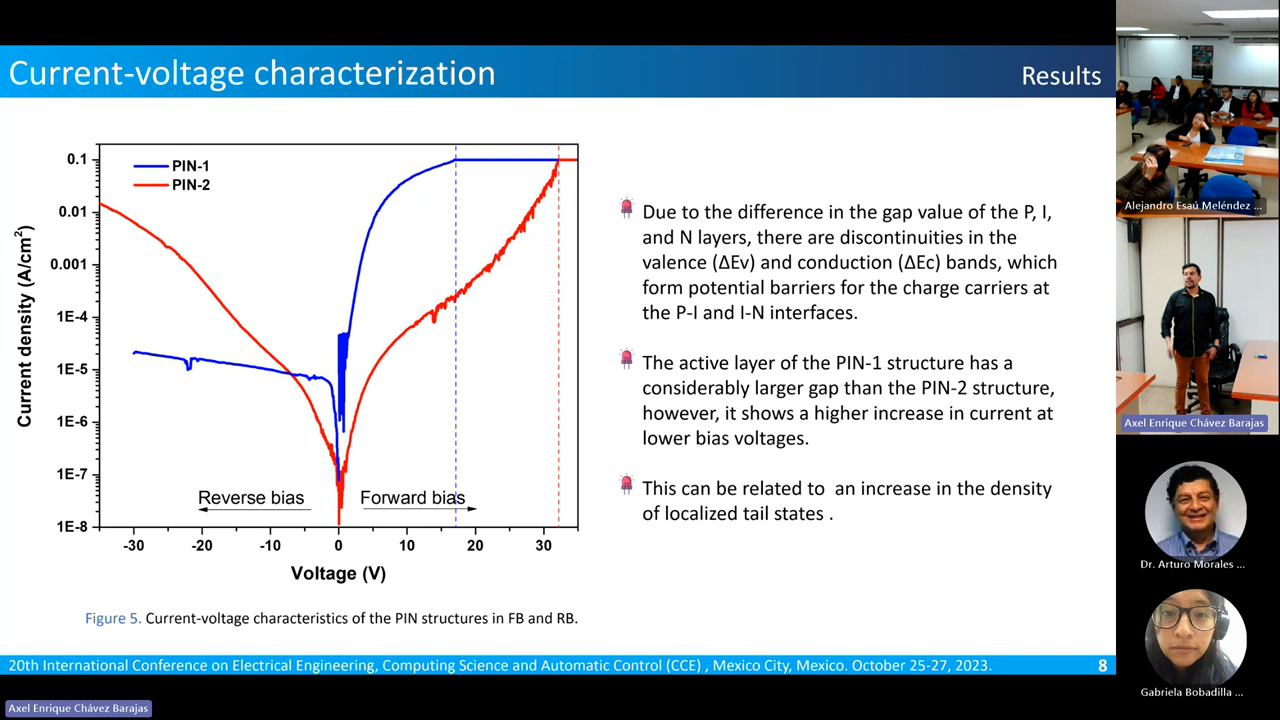 Current-voltage characterization
Results
PIN-1
PIN-2
0.1
0.01
0.001
1E-4
1E-5
1E-6
1E-7
1E-8
Current density (A/cm²)
Reverse bias
Forward bias
-30 -20 -10 0 10 20 30
Voltage (V)
Figure 5. Current-voltage characteristics of the PIN structures in FB and RB.
Due to the difference in the gap value of the P, I,
and N layers, there are discontinuities in the
valence (ΔEv) and conduction (ΔEc) bands, which
form potential barriers for the charge carriers at
the P-I and I-N interfaces.
The active layer of the PIN-1 structure has a
considerably larger gap than the PIN-2 structure,
however, it shows a higher increase in current at
lower bias voltages.
This can be related to  an increase in the density
of localized tail states .
20th International Conference on Electrical Engineering, Computing Science and Automatic Control (CCE) , Mexico City, Mexico. October 25-27, 2023.
8
Alejandro Esaú Meléndez ...
Axel Enrique Chávez Barajas
Dr. Arturo Morales ...
Gabriela Bobadilla ...
Axel Enrique Chávez Barajas